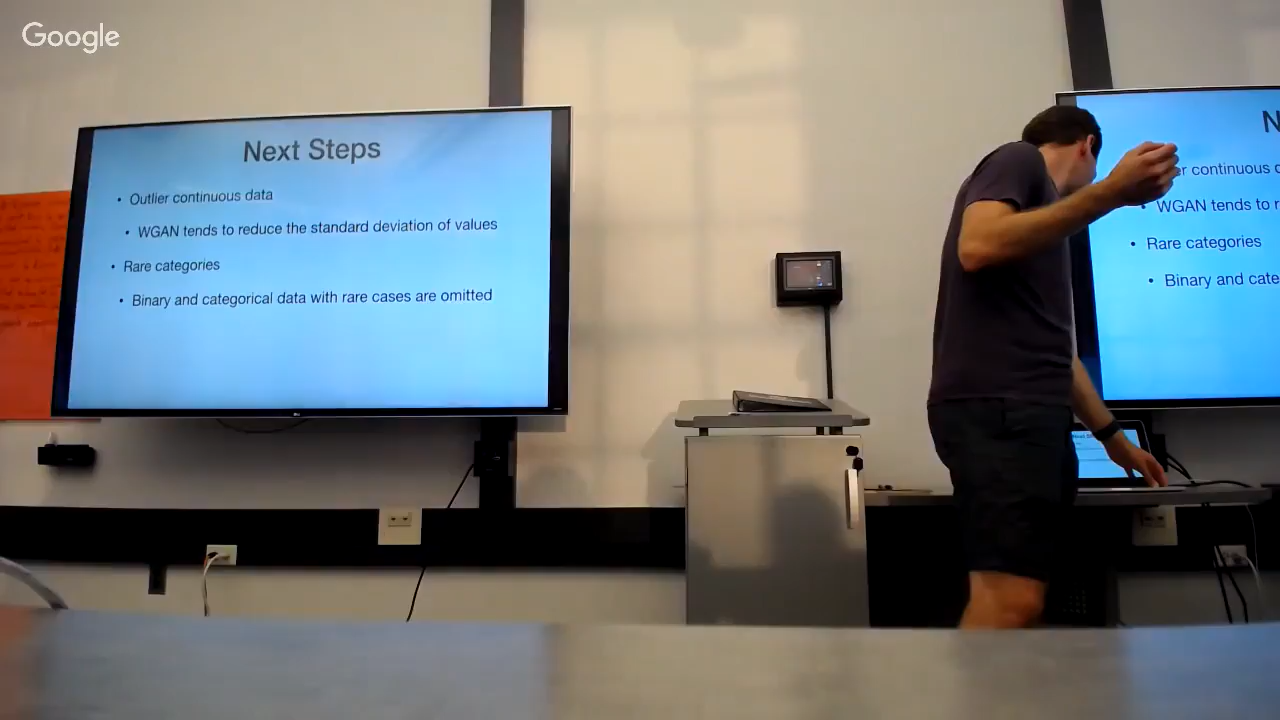 Google
Next Steps
• Outlier continuous data
• WGAN tends to reduce the standard deviation of values
• Rare categories
• Binary and categorical data with rare cases are omitted
continuous
• WGAN tends to
• Rare categories
• Binary and